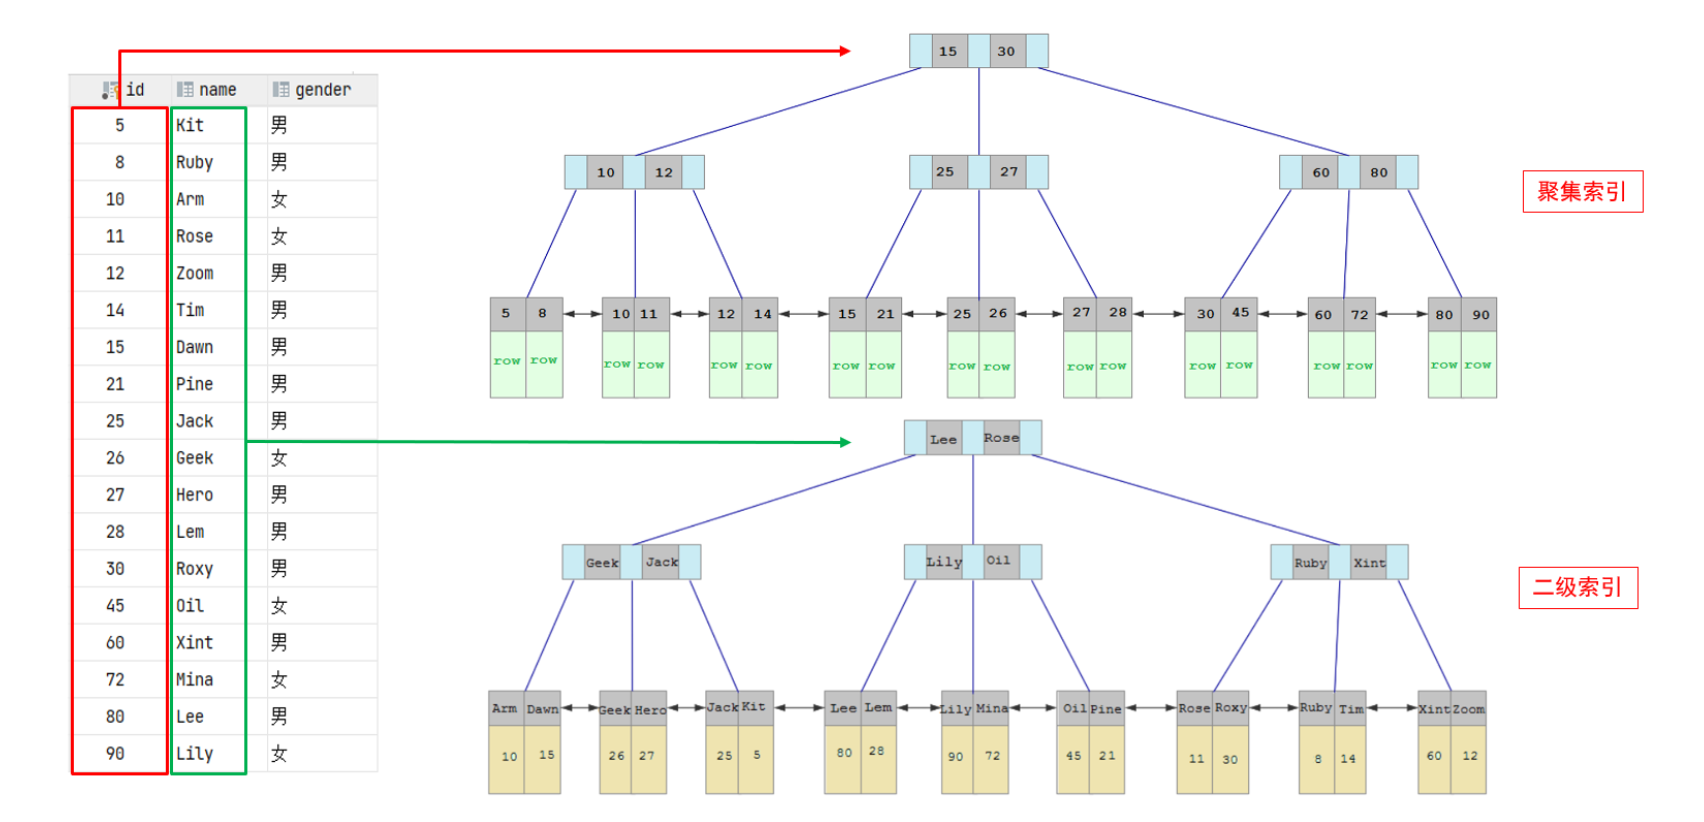 id name gender
5 Kit 男
8 Ruby 男
10 Arm 女
11 Rose 女
12 Zoom 男
14 Tim 男
15 Dawn 男
21 Pine 男
25 Jack 男
26 Geek 女
27 Hero 男
28 Lem 男
30 Roxy 男
45 Oil 女
60 Xint 男
72 Mina 女
80 Lee 男
90 Lily 女
15 30
10 12 25 27 60 80
聚集索引
5 8 10 11 12 14 15 21 25 26 27 28 30 45 60 72 80 90
row row row row row row row row row row row row row row row row row row
Lee Rose
Geek Jack Lily Oil Ruby Xint
二级索引
Arm Dawn Geek Hero Jack Kit Lee Lem Lily Mina Oil Pine Rose Roxy Ruby Tim Xint Zoom
10 15 26 27 25 5 80 28 90 72 45 21 11 30 8 14 60 12